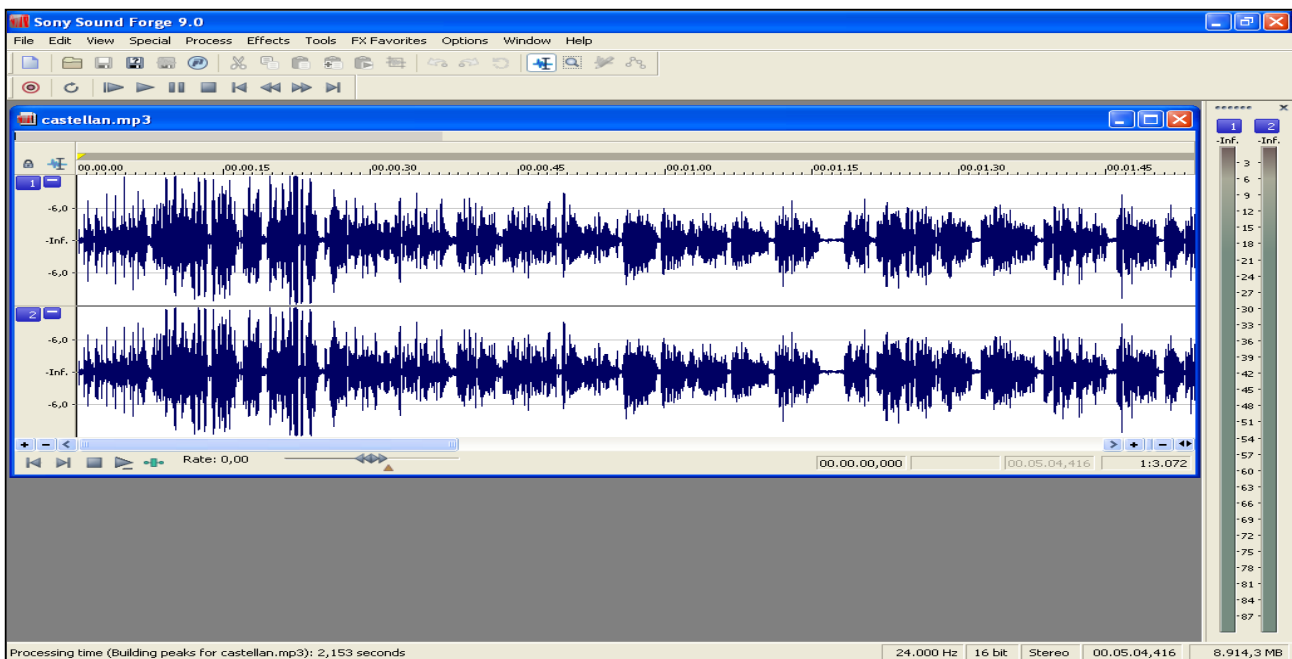 Sony Sound Forge 9.0
File Edit View Special Process Effects Tools FX Favorites Options Window Help
castellan.mp3
1 2
-Inf. -Inf.
00.00.00 00.00.15 00.00.30 00.00.45 00.01.00 00.01.15 00.01.30 00.01.45
1
-6,0
-Inf.
-6,0
2
-6,0
-Inf.
-6,0
Rate: 0,00
00.00.00,000 00.05.04,416 1:3.072
- 3 -
- 6 -
- 9 -
- 12 -
- 15 -
- 18 -
- 21 -
- 24 -
- 27 -
- 30 -
- 33 -
- 36 -
- 39 -
- 42 -
- 45 -
- 48 -
- 51 -
- 54 -
- 57 -
- 60 -
- 63 -
- 66 -
- 69 -
- 72 -
- 75 -
- 78 -
- 81 -
- 84 -
- 87 -
Processing time (Building peaks for castellan.mp3): 2,153 seconds 24.000 Hz 16 bit Stereo 00.05.04,416 8.914,3 MB